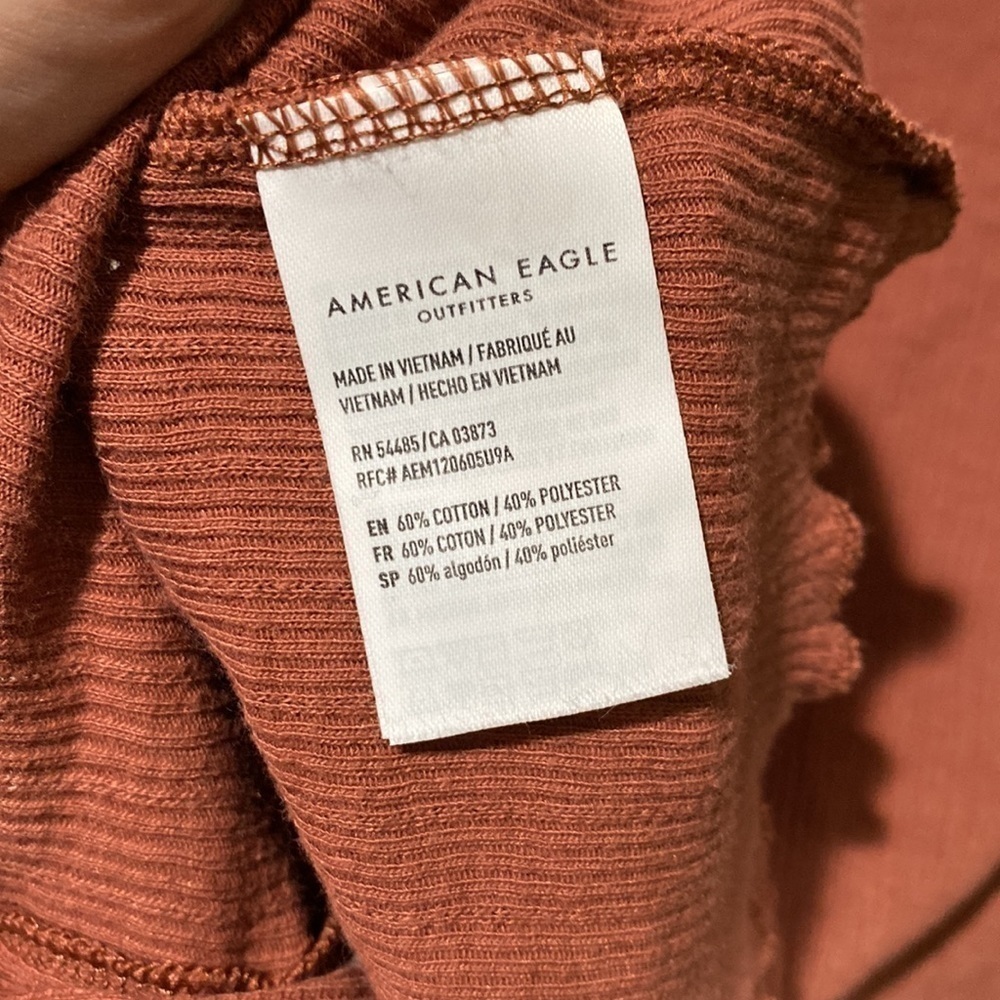 AMERICAN EAGLE
OUTFITTERS
MADE IN VIETNAM / FABRIQUÉ AU
VIETNAM / HECHO EN VIETNAM
RN 54485/CA 03873
RFC# AEM120605U9A
EN 60% COTTON / 40% POLYESTER
FR 60% COTON / 40% POLYESTER
SP 60% algodón / 40% poliéster